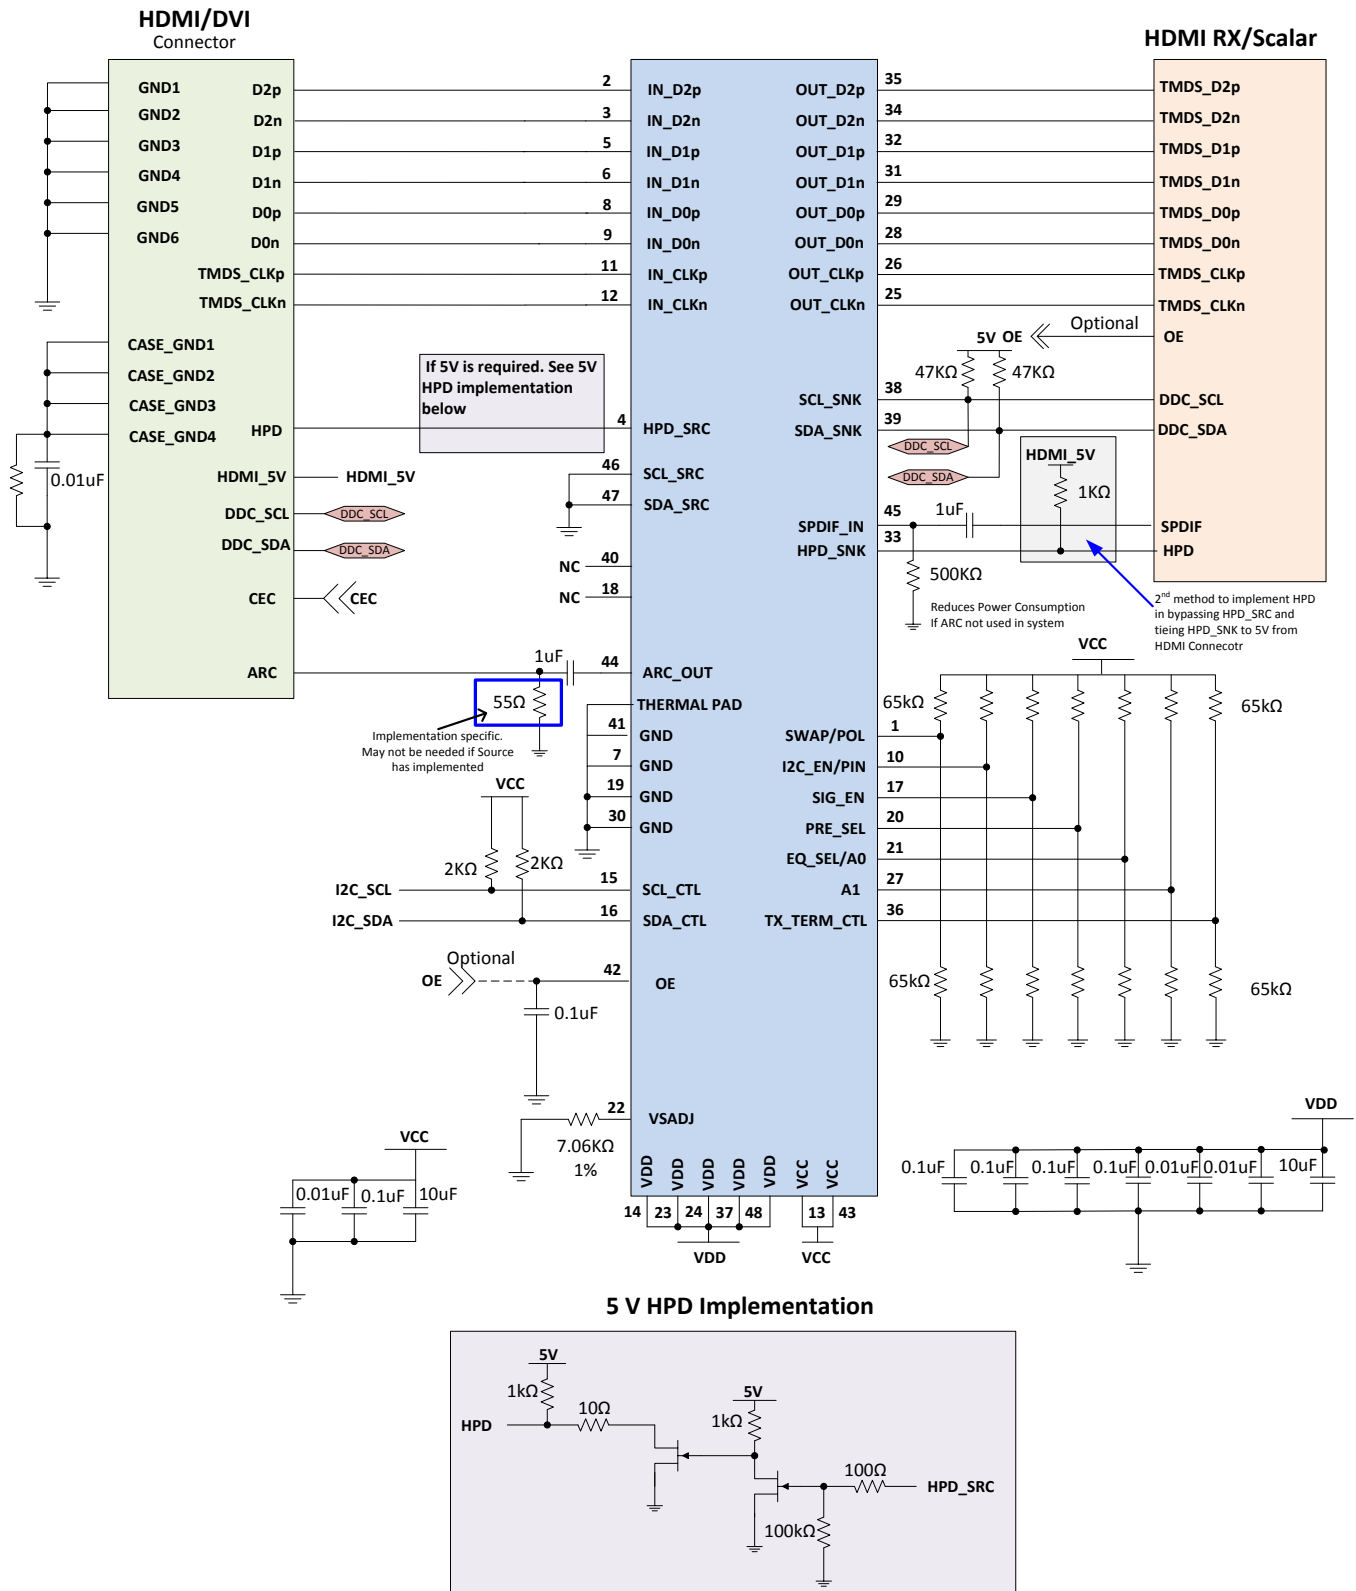 HDMI/DVI
Connector
HDMI RX/Scalar
GND1
GND2
GND3
GND4
GND5
GND6
D2p
D2n
D1p
D1n
D0p
D0n
TMDS_CLKp
TMDS_CLKn
CASE_GND1
CASE_GND2
CASE_GND3
CASE_GND4
HPD
0.01uF
HDMI_5V
HDMI_5V
DDC_SCL
DDC_SCL
DDC_SDA
DDC_SDA
CEC
CEC
ARC
If 5V is required. See 5V
HPD implementation
below
2
3
5
6
8
9
11
12
4
46
47
40
18
44
41
7
19
30
15
16
42
22
IN_D2p
IN_D2n
IN_D1p
IN_D1n
IN_D0p
IN_D0n
IN_CLKp
IN_CLKn
HPD_SRC
SCL_SRC
SDA_SRC
NC
NC
1uF
ARC_OUT
55Ω
Implementation specific.
May not be needed if Source
has implemented
THERMAL PAD
GND
GND
GND
GND
VCC
2KΩ
2KΩ
I2C_SCL
I2C_SDA
SCL_CTL
SDA_CTL
Optional
OE
OE
0.1uF
VSADJ
7.06KΩ
1%
OUT_D2p
OUT_D2n
OUT_D1p
OUT_D1n
OUT_D0p
OUT_D0n
OUT_CLKp
OUT_CLKn
SCL_SNK
SDA_SNK
SPDIF_IN
HPD_SNK
SWAP/POL
I2C_EN/PIN
SIG_EN
PRE_SEL
EQ_SEL/A0
A1
TX_TERM_CTL
35
34
32
31
29
28
26
25
38
39
45
33
1
10
17
20
21
27
36
TMDS_D2p
TMDS_D2n
TMDS_D1p
TMDS_D1n
TMDS_D0p
TMDS_D0n
TMDS_CLKp
TMDS_CLKn
OE
DDC_SCL
DDC_SDA
SPDIF
HPD
5V
OE
Optional
47KΩ
47KΩ
DDC_SCL
DDC_SDA
HDMI_5V
1KΩ
1uF
500KΩ
Reduces Power Consumption
If ARC not used in system
2nd method to implement HPD
in bypassing HPD_SRC and
tieing HPD_SNK to 5V from
HDMI Connecotr
VCC
65kΩ
65kΩ
65kΩ
65kΩ
VCC
0.01uF
0.1uF
10uF
VDD
VDD
VDD
VDD
VDD
VCC
VCC
14
23
24
37
48
13
43
VDD
VCC
VDD
0.1uF
0.1uF
0.1uF
0.1uF
0.01uF
0.01uF
10uF
5 V HPD Implementation
5V
1kΩ
HPD
10Ω
5V
1kΩ
100Ω
HPD_SRC
100kΩ